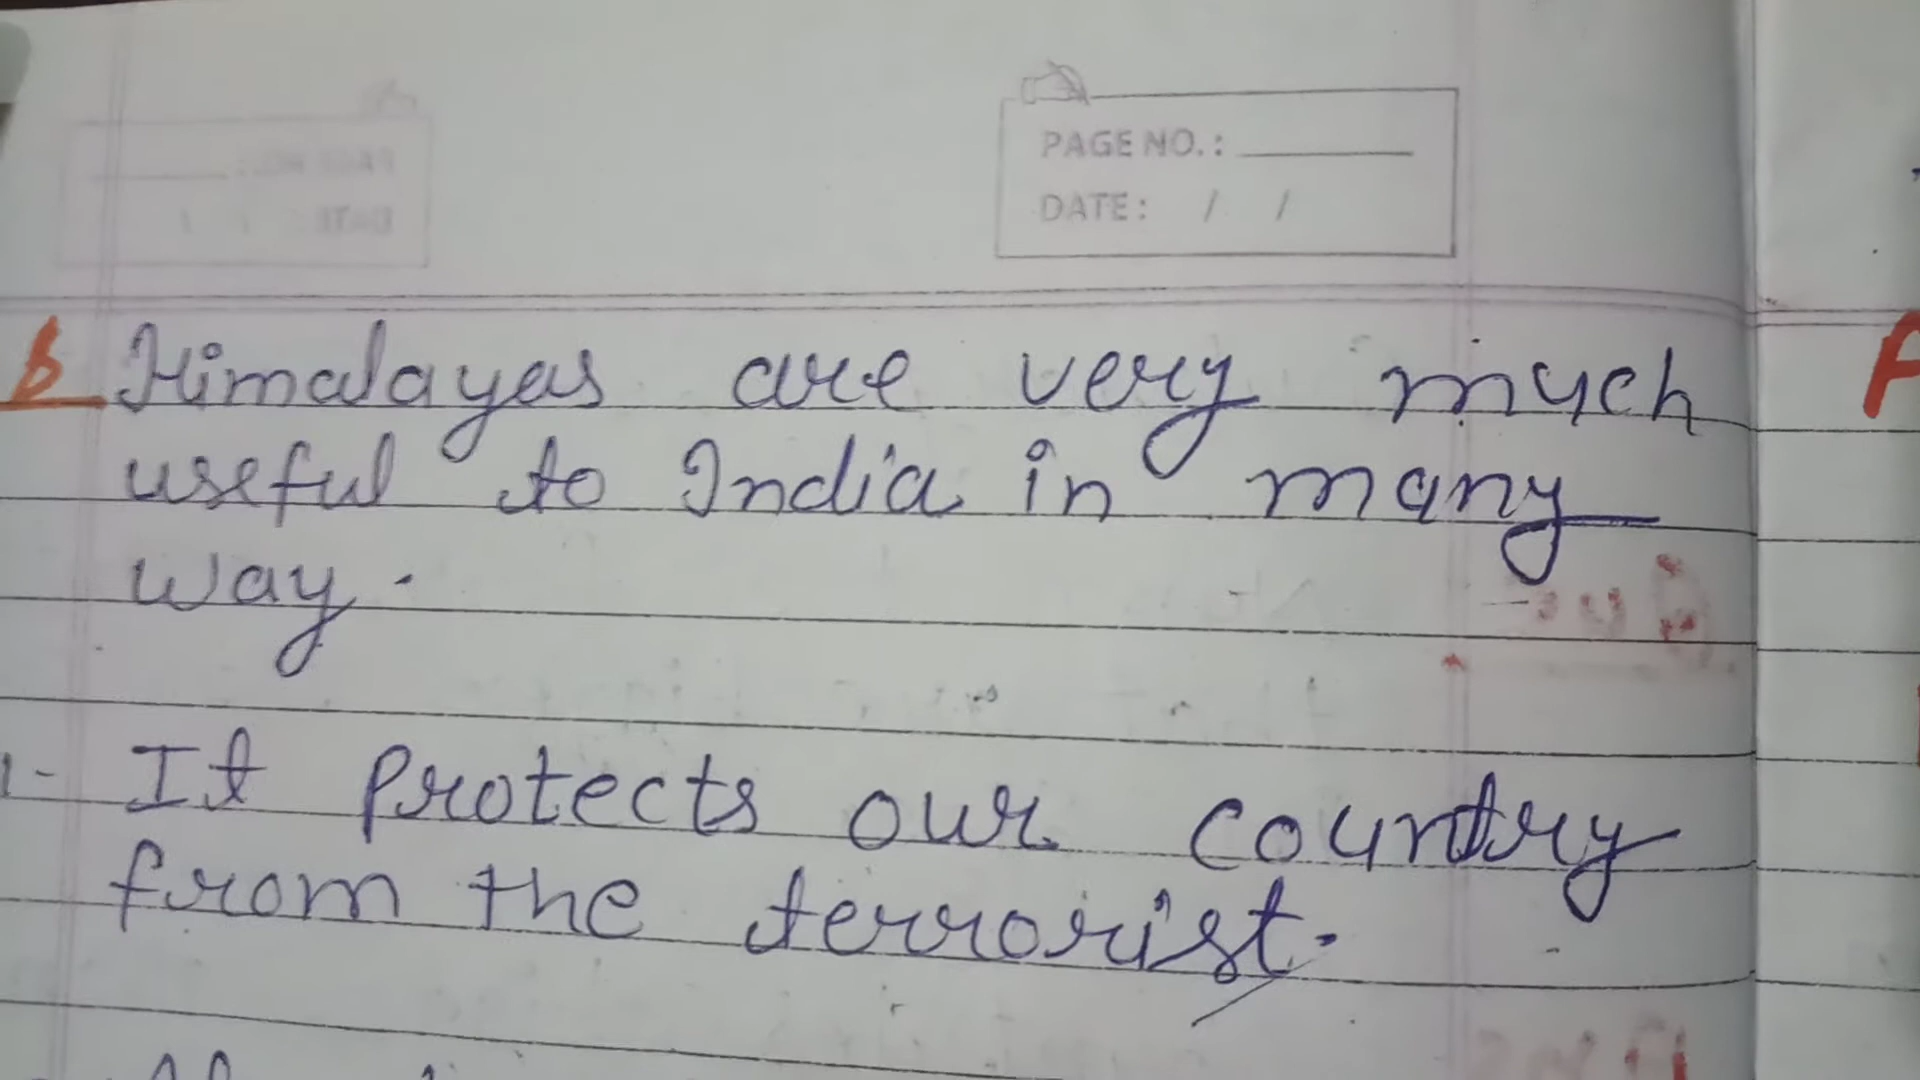 PAGE NO.:
DATE: / /
b Himalayas are very much
useful to India in many
way.
1- It protects our country
from the terrorist.